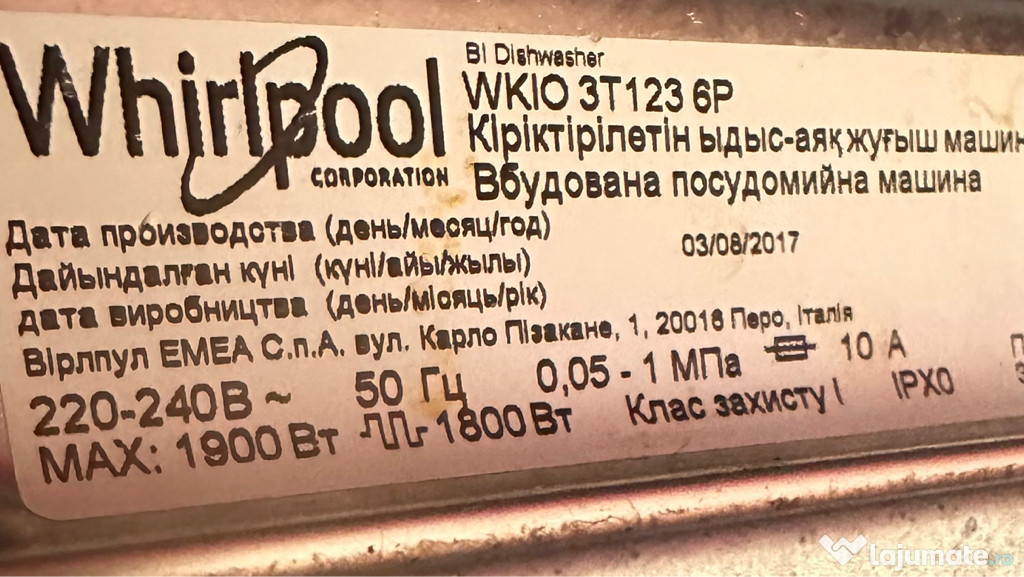 Whirlpool
CORPORATION
BI Dishwasher
WKIO 3T123 6P
Кіріктірілетін ыдыс-аяқ жуғыш машин
Вбудована посудомийна машина
Дата производства (день/месяц/год)
03/08/2017
Дайындалған күні (күні/айы/жылы)
дата виробництва (день/місяць/рік)
Вірлпул ЕМЕА С.п.А. вул. Карло Пізакане, 1, 20016 Перо, Італія
220-240В ~ 50 Гц 0,05 - 1 МПа 10 А
MAX: 1900 Вт 1800 Вт Клас захисту I IPX0
lajumate.ro